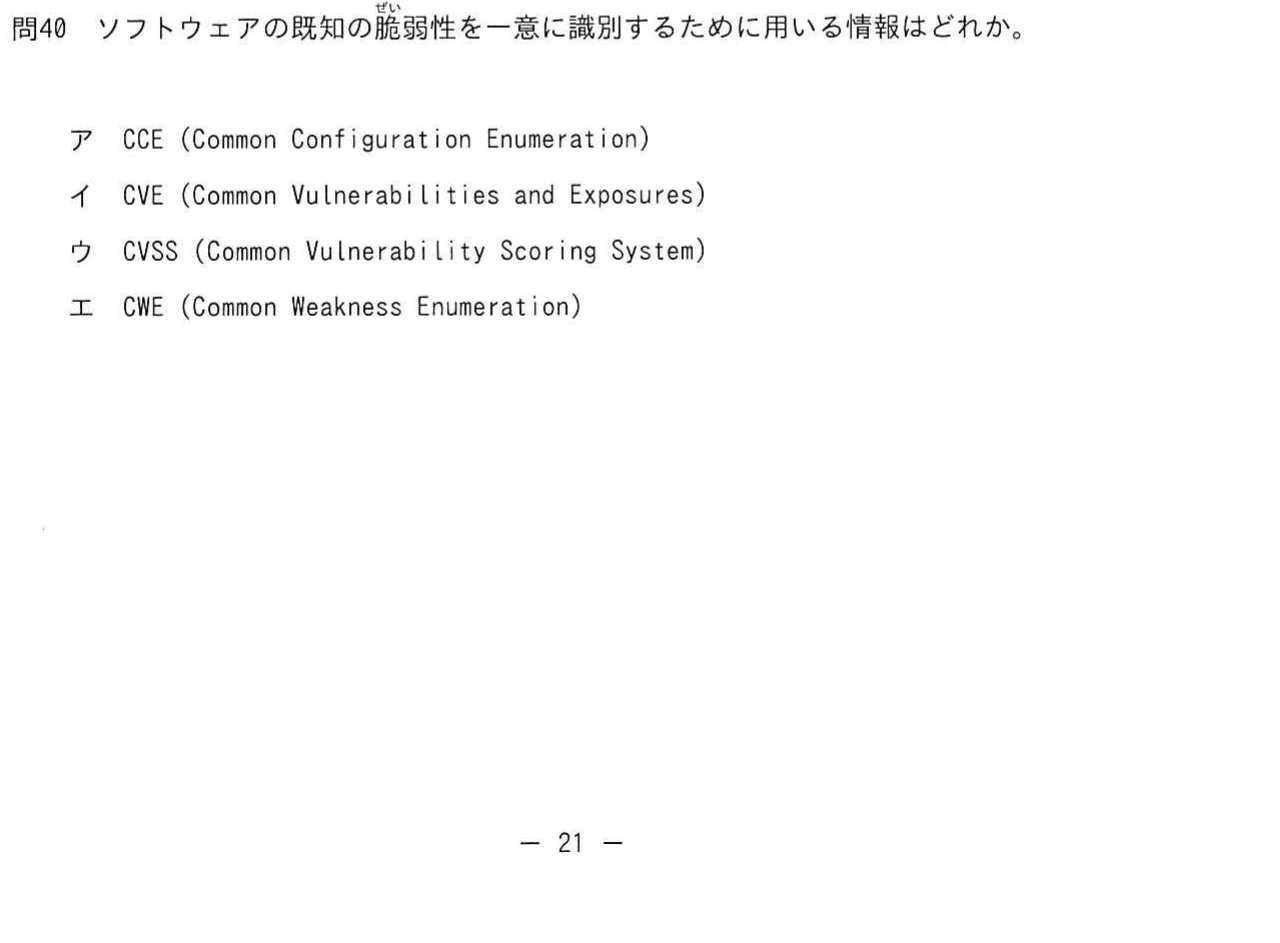 問40 ソフトウェアの既知の脆弱性を一意に識別するために用いる情報はどれか。
ぜい
ア CCE (Common Configuration Enumeration)
イ CVE (Common Vulnerabilities and Exposures)
ウ CVSS (Common Vulnerability Scoring System)
エ CWE (Common Weakness Enumeration)
— 21 —